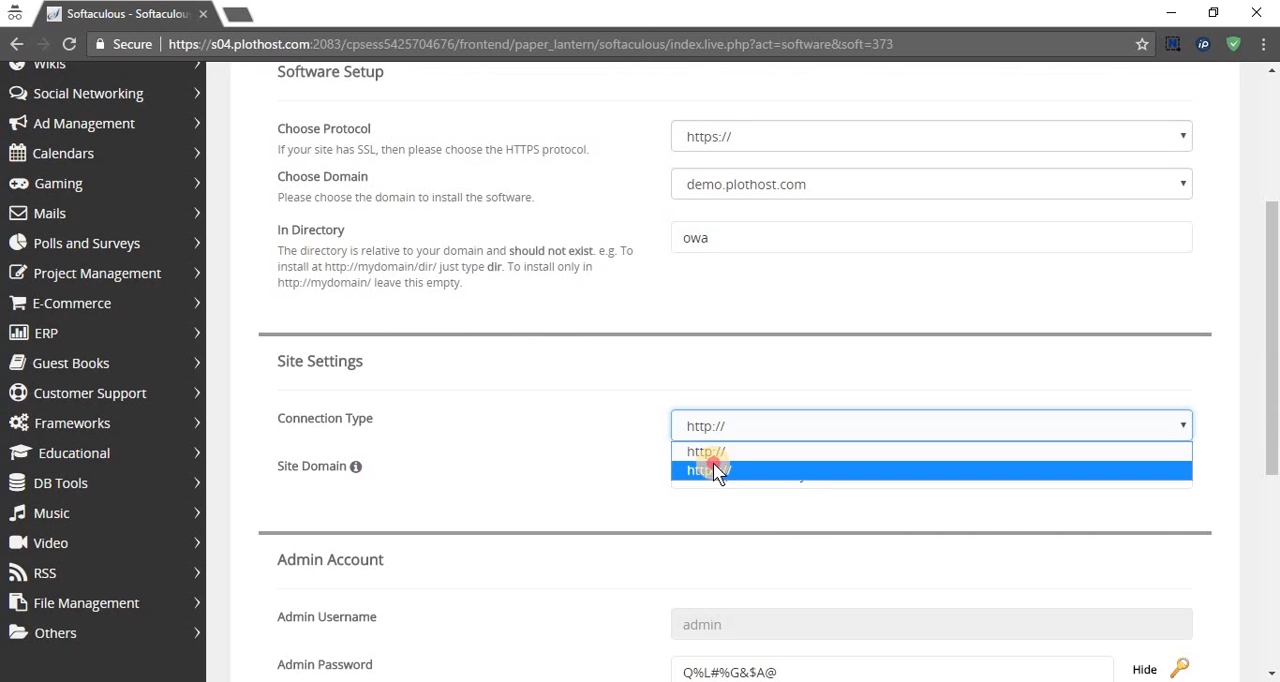 Softaculous - Softaculou
Secure https://s04.plothost.com:2083/cpsess5425704676/frontend/paper_lantern/softaculous/index.live.php?act=software&soft=373
Wikis
Social Networking
Ad Management
Calendars
Gaming
Mails
Polls and Surveys
Project Management
E-Commerce
ERP
Guest Books
Customer Support
Frameworks
Educational
DB Tools
Music
Video
RSS
File Management
Others
Software Setup
Choose Protocol
If your site has SSL, then please choose the HTTPS protocol.
https://
Choose Domain
Please choose the domain to install the software.
demo.plothost.com
In Directory
The directory is relative to your domain and should not exist. e.g. To
install at http://mydomain/dir/ just type dir. To install only in
http://mydomain/ leave this empty.
owa
Site Settings
Connection Type
http://
http://
Site Domain
Admin Account
Admin Username
admin
Admin Password
Q%L#%G&$A@
Hide